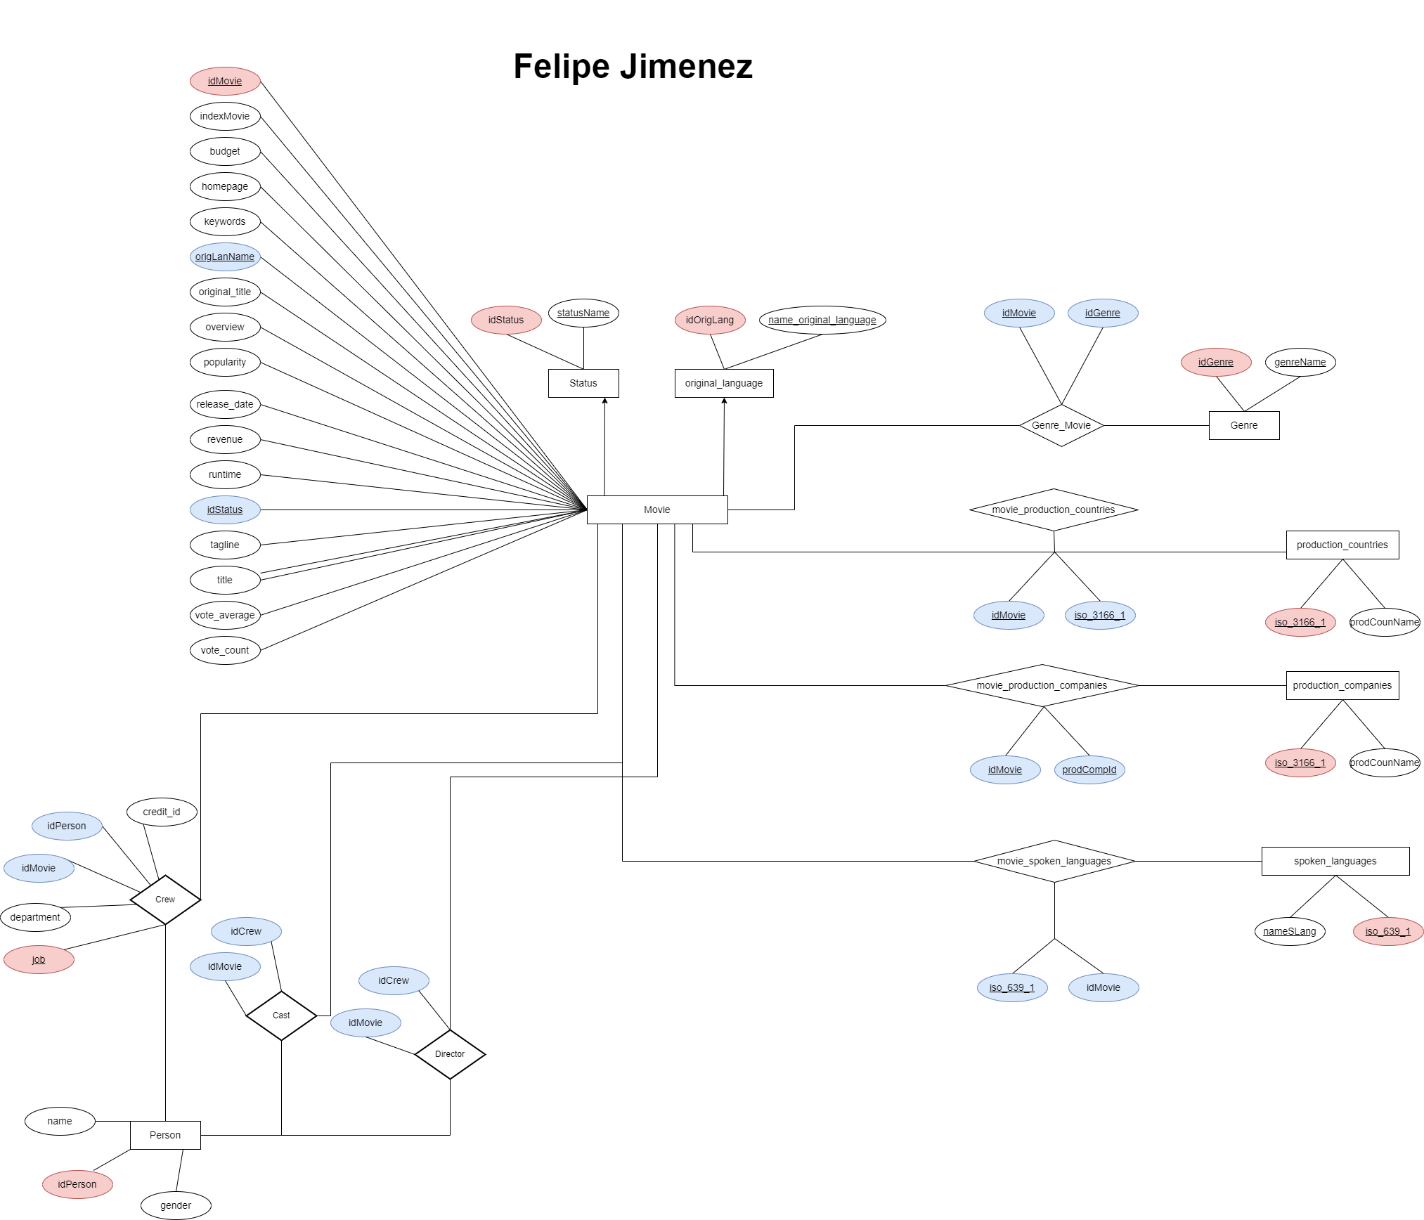 Felipe Jimenez
idMovie
indexMovie
budget
homepage
keywords
origLanName
original_title
overview
popularity
release_date
revenue
runtime
idStatus
tagline
title
vote_average
vote_count
idStatus
statusName
Status
idOrigLang
name_original_language
original_language
Movie
idMovie
idGenre
Genre_Movie
idGenre
genreName
Genre
movie_production_countries
idMovie
iso_3166_1
production_countries
iso_3166_1
prodCounName
movie_production_companies
idMovie
prodCompId
production_companies
iso_3166_1
prodCounName
movie_spoken_languages
iso_639_1
idMovie
spoken_languages
nameSLang
iso_639_1
credit_id
idPerson
idMovie
department
job
Crew
idCrew
idMovie
Cast
idCrew
idMovie
Director
name
Person
idPerson
gender